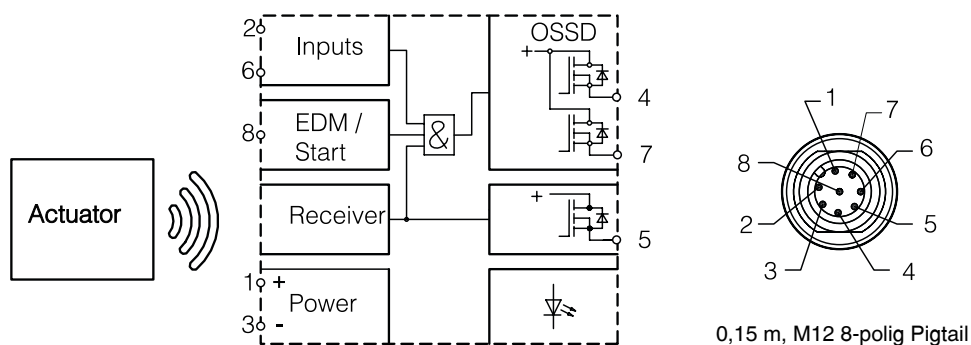 2
Inputs
6
8
EDM /
Start
&
OSSD
+
4
7
Actuator
Receiver
+
5
1 +
Power
3 -
1
7
8
6
2
5
3
4
0,15 m, M12 8-polig Pigtail